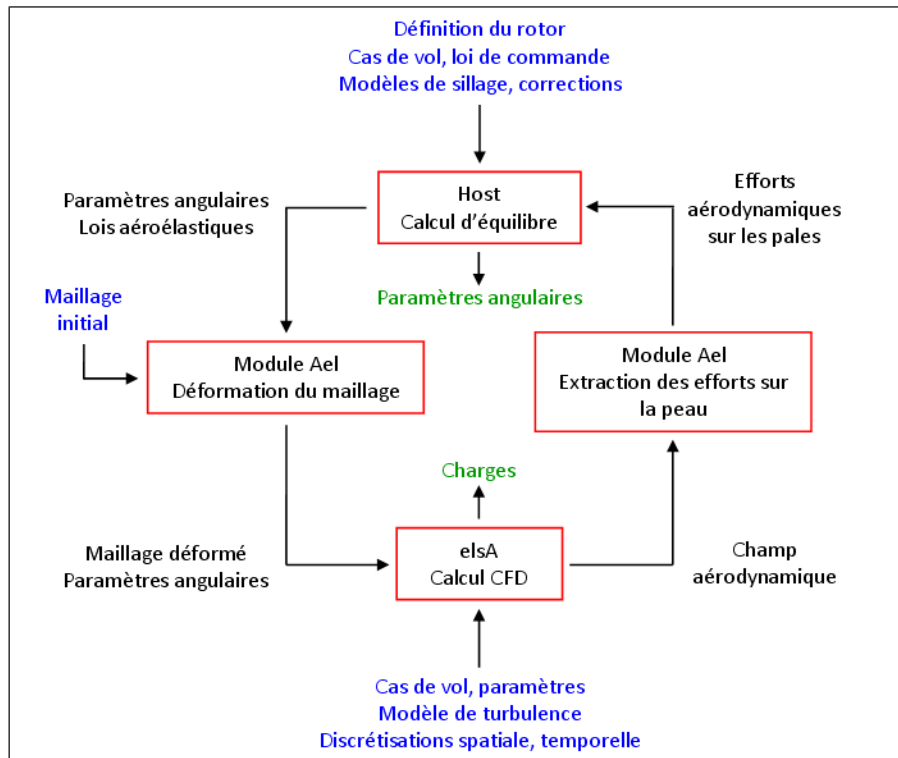 Définition du rotor
Cas de vol, loi de commande
Modèles de sillage, corrections
Paramètres angulaires
Lois aéroélastiques
Host
Calcul d'équilibre
Efforts
aérodynamiques
sur les pales
Paramètres angulaires
Maillage
initial
Module Ael
Déformation du maillage
Module Ael
Extraction des efforts sur
la peau
Charges
Maillage déformé
Paramètres angulaires
elsA
Calcul CFD
Champ
aérodynamique
Cas de vol, paramètres
Modèle de turbulence
Discrétisations spatiale, temporelle